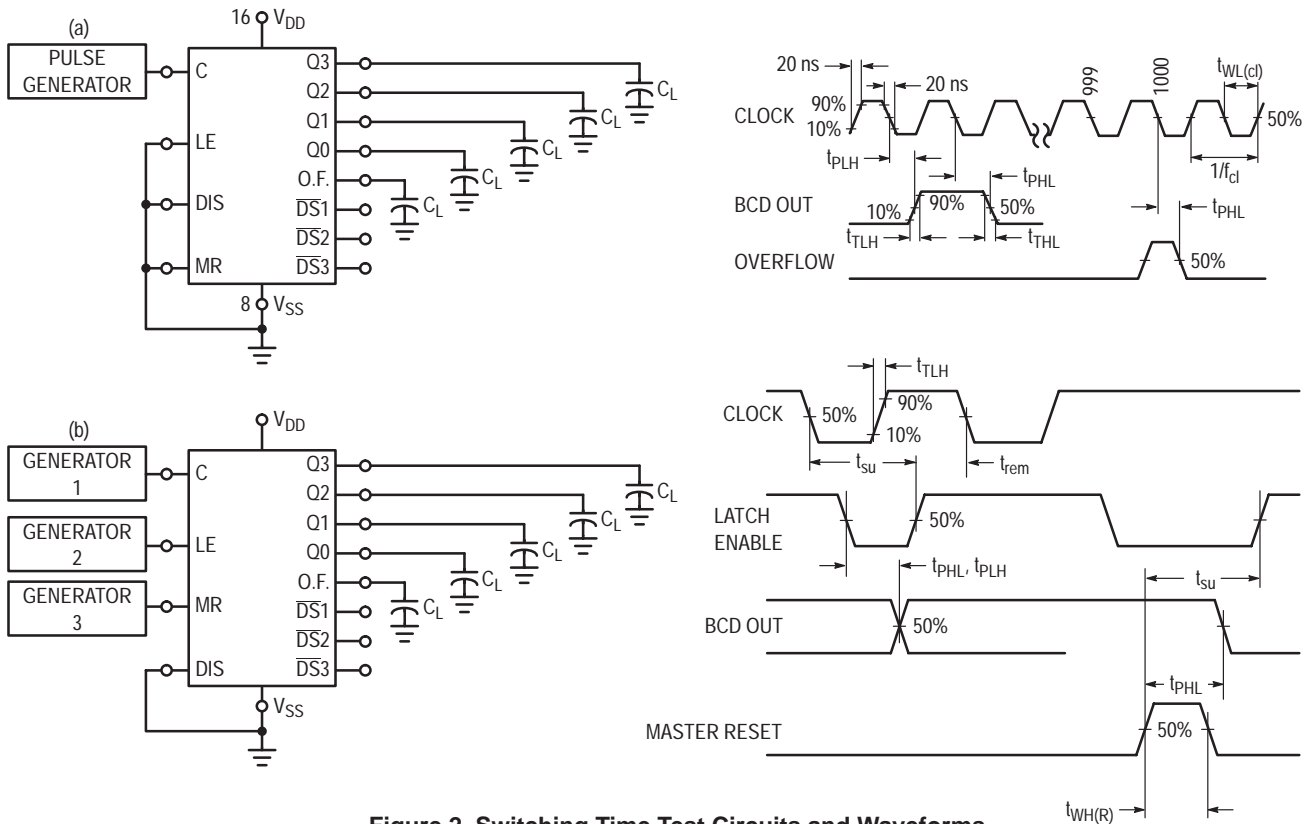 (a)
PULSE
GENERATOR
16 VDD
C
LE
DIS
MR
Q3
Q2
Q1
Q0
O.F.
DS1
DS2
DS3
8 VSS
CL
CL
CL
CL
CL
20 ns
20 ns
999
1000
tWL(cl)
CLOCK
90%
10%
50%
tPLH
tPHL
1/fcl
BCD OUT
10%
90%
50%
tPHL
tTLH
tTHL
OVERFLOW
50%
(b)
GENERATOR
1
GENERATOR
2
GENERATOR
3
VDD
C
LE
MR
DIS
Q3
Q2
Q1
Q0
O.F.
DS1
DS2
DS3
VSS
CL
CL
CL
CL
CL
tTLH
CLOCK
50%
90%
10%
tsu
trem
LATCH
ENABLE
50%
tPHL, tPLH
tsu
BCD OUT
50%
tPHL
MASTER RESET
50%
tWH(R)
Figure 2. Switching Time Test Circuits and Waveforms